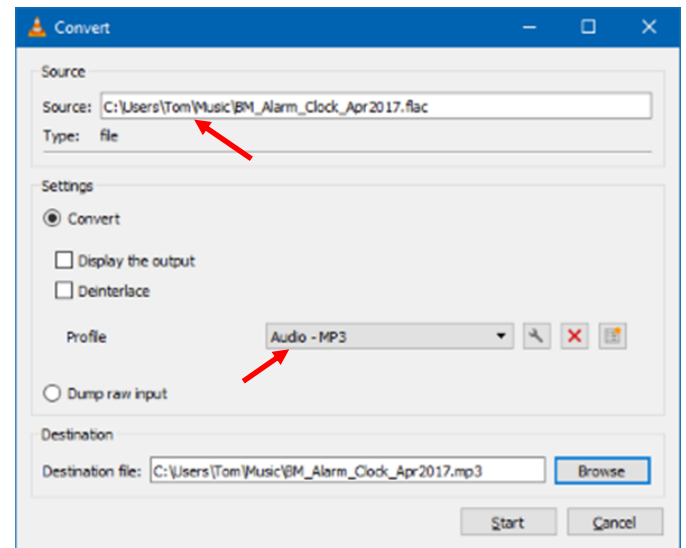 Convert
Source
Source: C:\Users\Tom\Music\BM_Alarm_Clock_Apr2017.flac
Type: file
Settings
Convert
Display the output
Deinterlace
Profile Audio - MP3
Dump raw input
Destination
Destination file: C:\Users\Tom\Music\BM_Alarm_Clock_Apr2017.mp3 Browse
Start Cancel